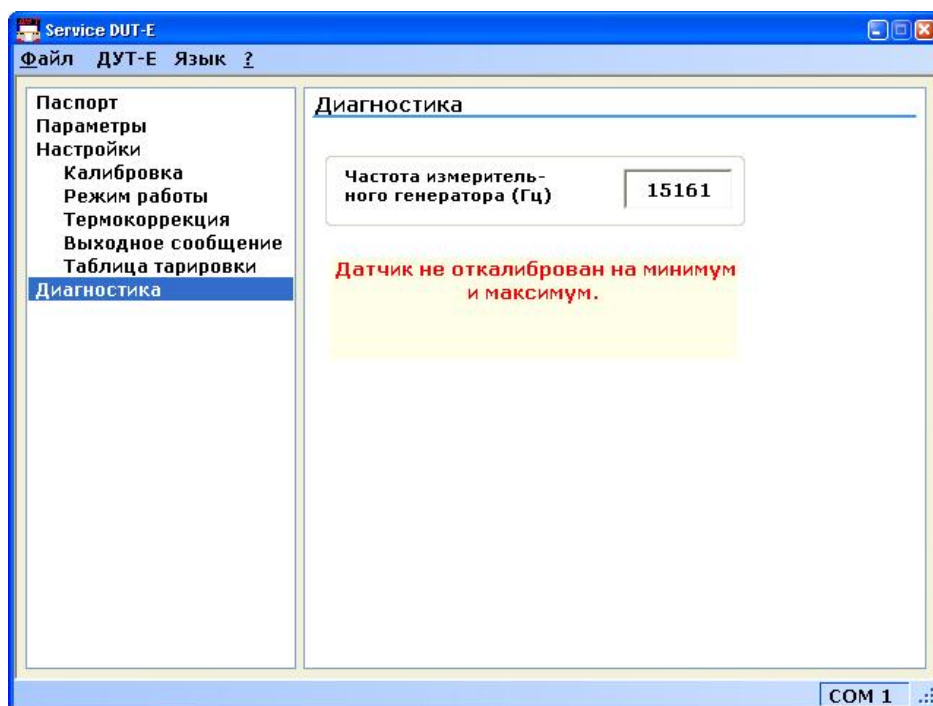 Service DUT-E
Файл ДУТ-Е Язык ?
Паспорт
Параметры
Настройки
Калибровка
Режим работы
Термокоррекция
Выходное сообщение
Таблица тарировки
Диагностика
Диагностика
Частота измеритель-
ного генератора (Гц)
15161
Датчик не откалиброван на минимум
и максимум.
COM 1